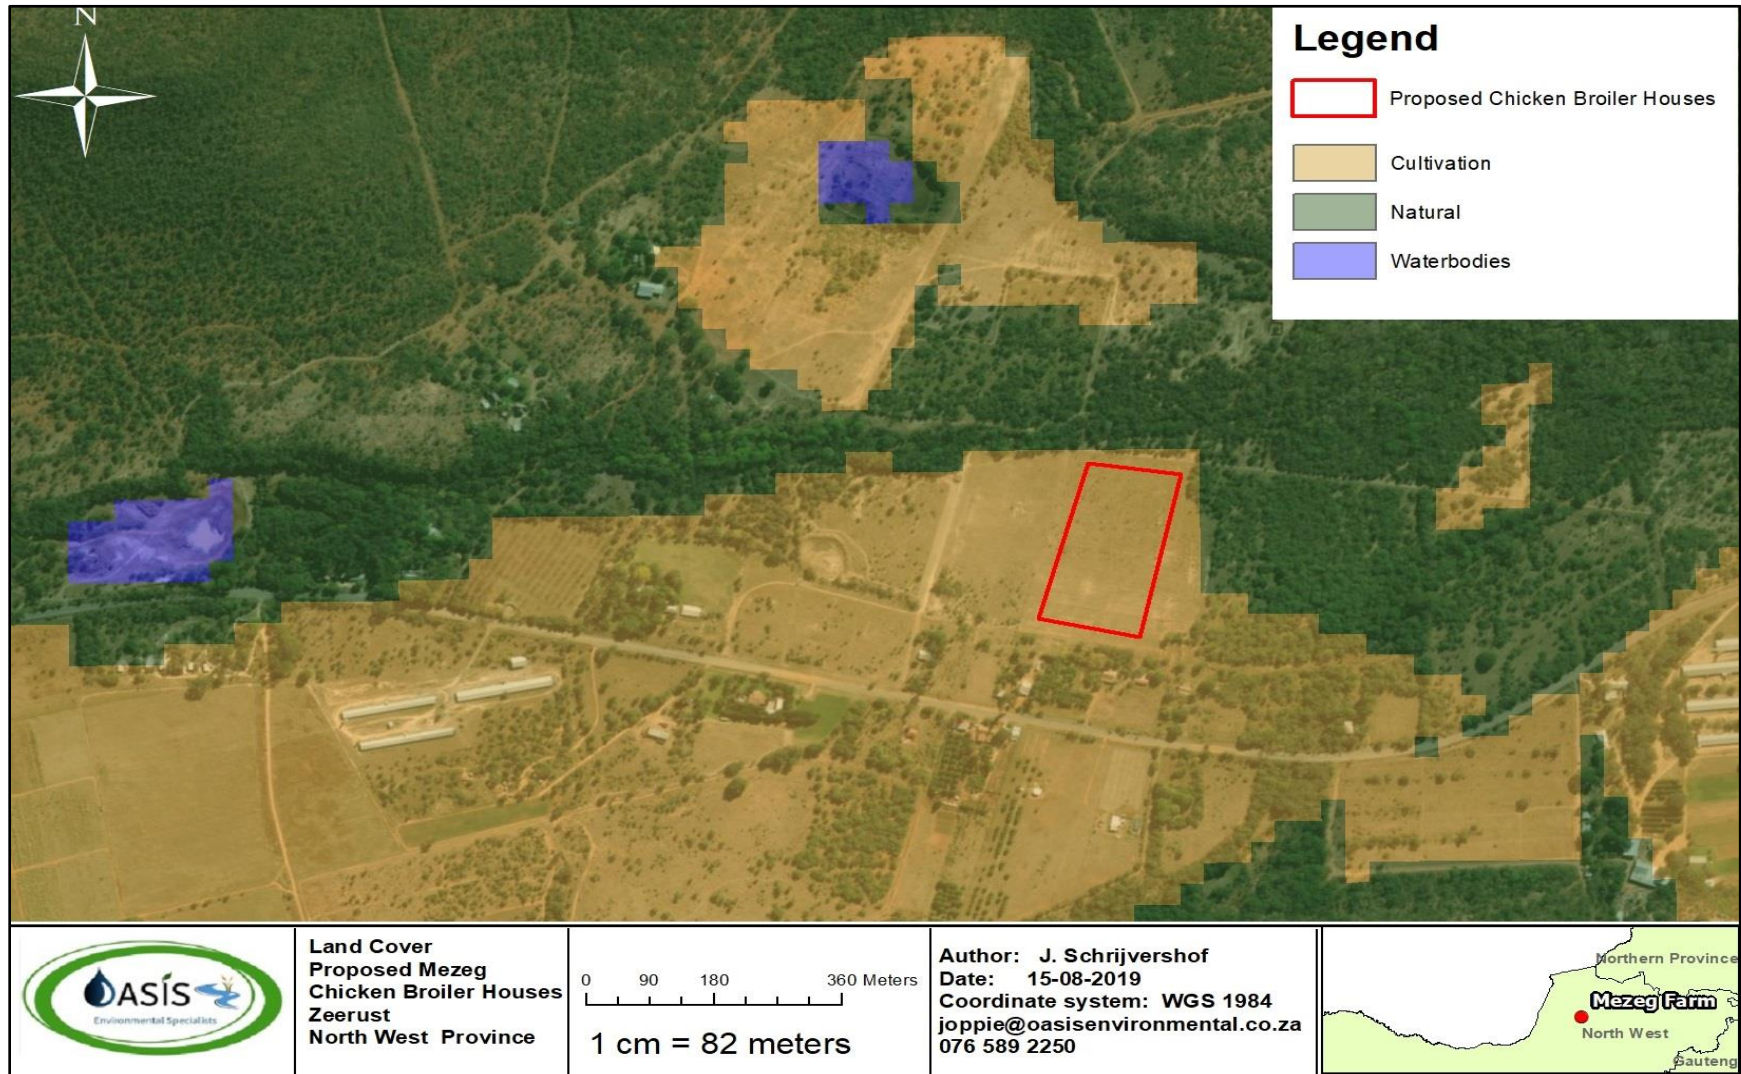 N
Legend
Proposed Chicken Broiler Houses
Cultivation
Natural
Waterbodies
OASIS
Environmental Specialists
Land Cover
Proposed Mezeg
Chicken Broiler Houses
Zeerust
North West Province
0 90 180 360 Meters
1 cm = 82 meters
Author: J. Schrijvershof
Date: 15-08-2019
Coordinate system: WGS 1984
joppie@oasisenvironmental.co.za
076 589 2250
Northern Province
Mezeg Farm
North West
Gauteng